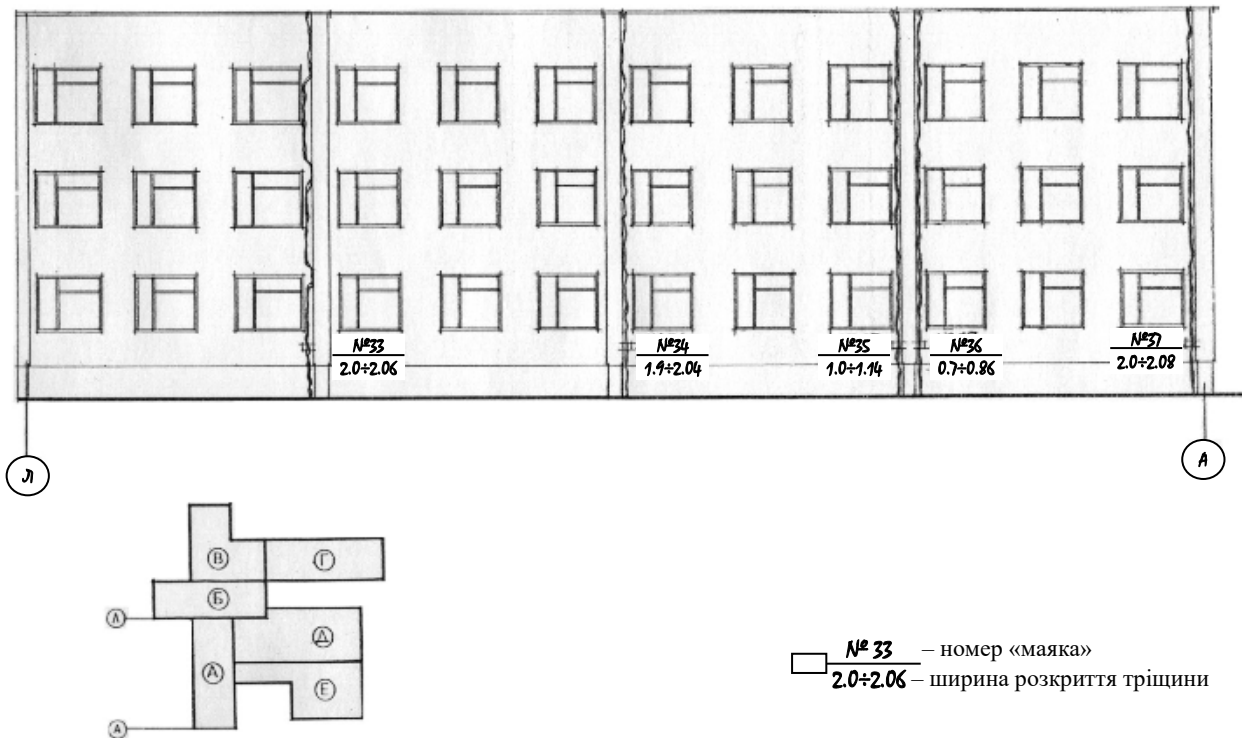 №33 №34 №35 №36 №37
2.0÷2.06 1.9÷2.04 1.0÷1.14 0.7÷0.86 2.0÷2.08
Л А
В Г
Б
Л
Д
А
Е
А
№ 33 – номер «маяка»
2.0÷2.06 – ширина розкриття тріщини